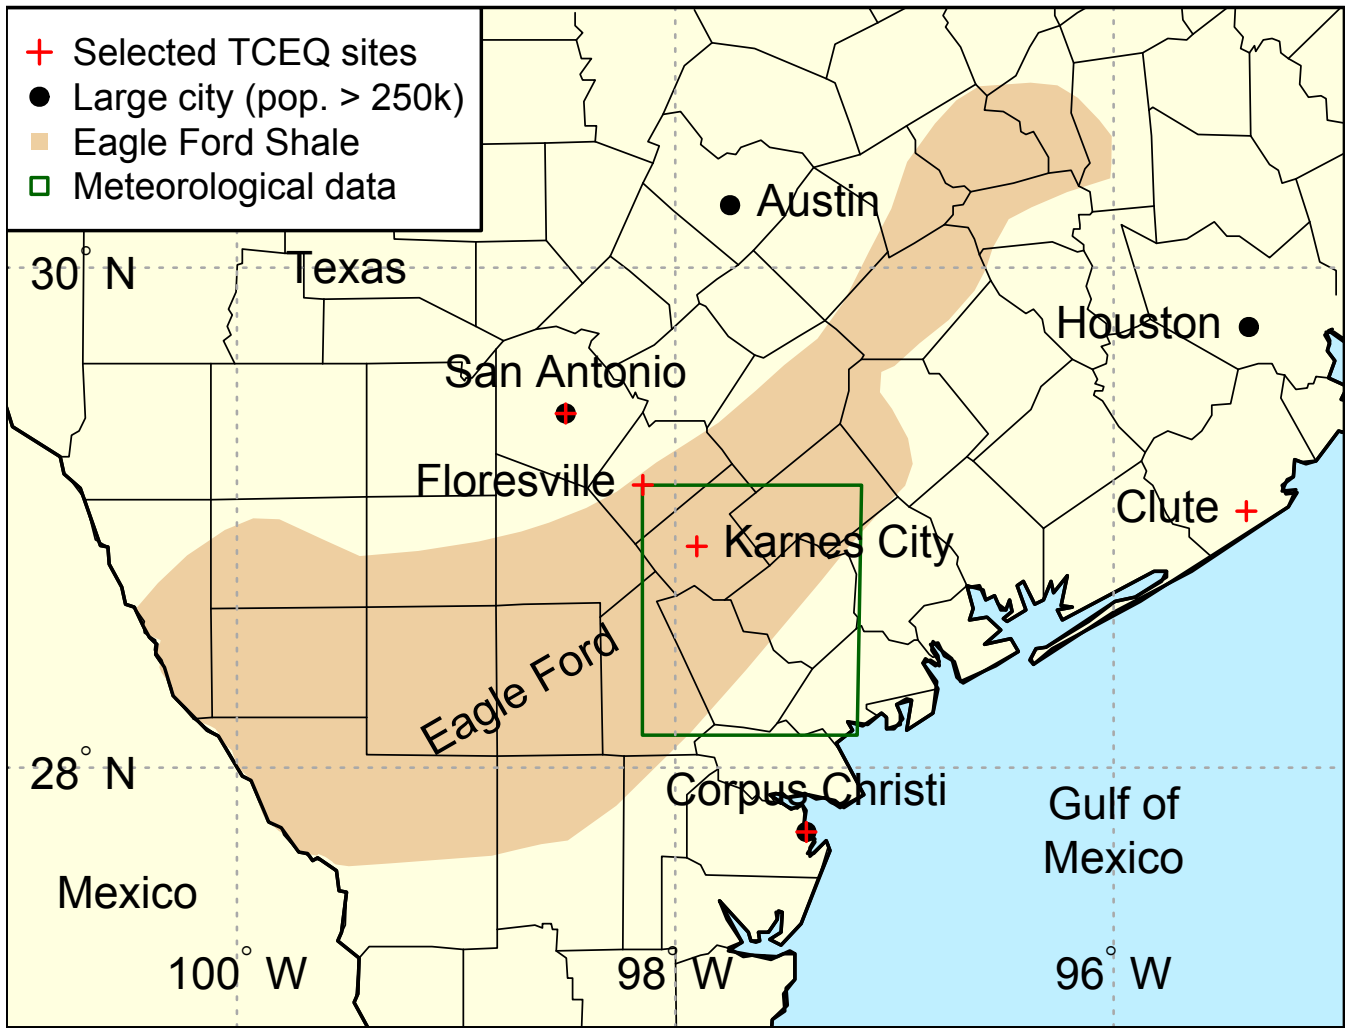 Selected TCEQ sites
Large city (pop. > 250k)
Eagle Ford Shale
Meteorological data
Austin
30° N
Texas
Houston
San Antonio
Floresville
Clute
Karnes City
Eagle Ford
28° N
Corpus Christi
Gulf of
Mexico
Mexico
100° W
98° W
96° W